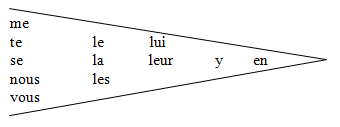 me
te le lui
se la leur y en
nous les
vous